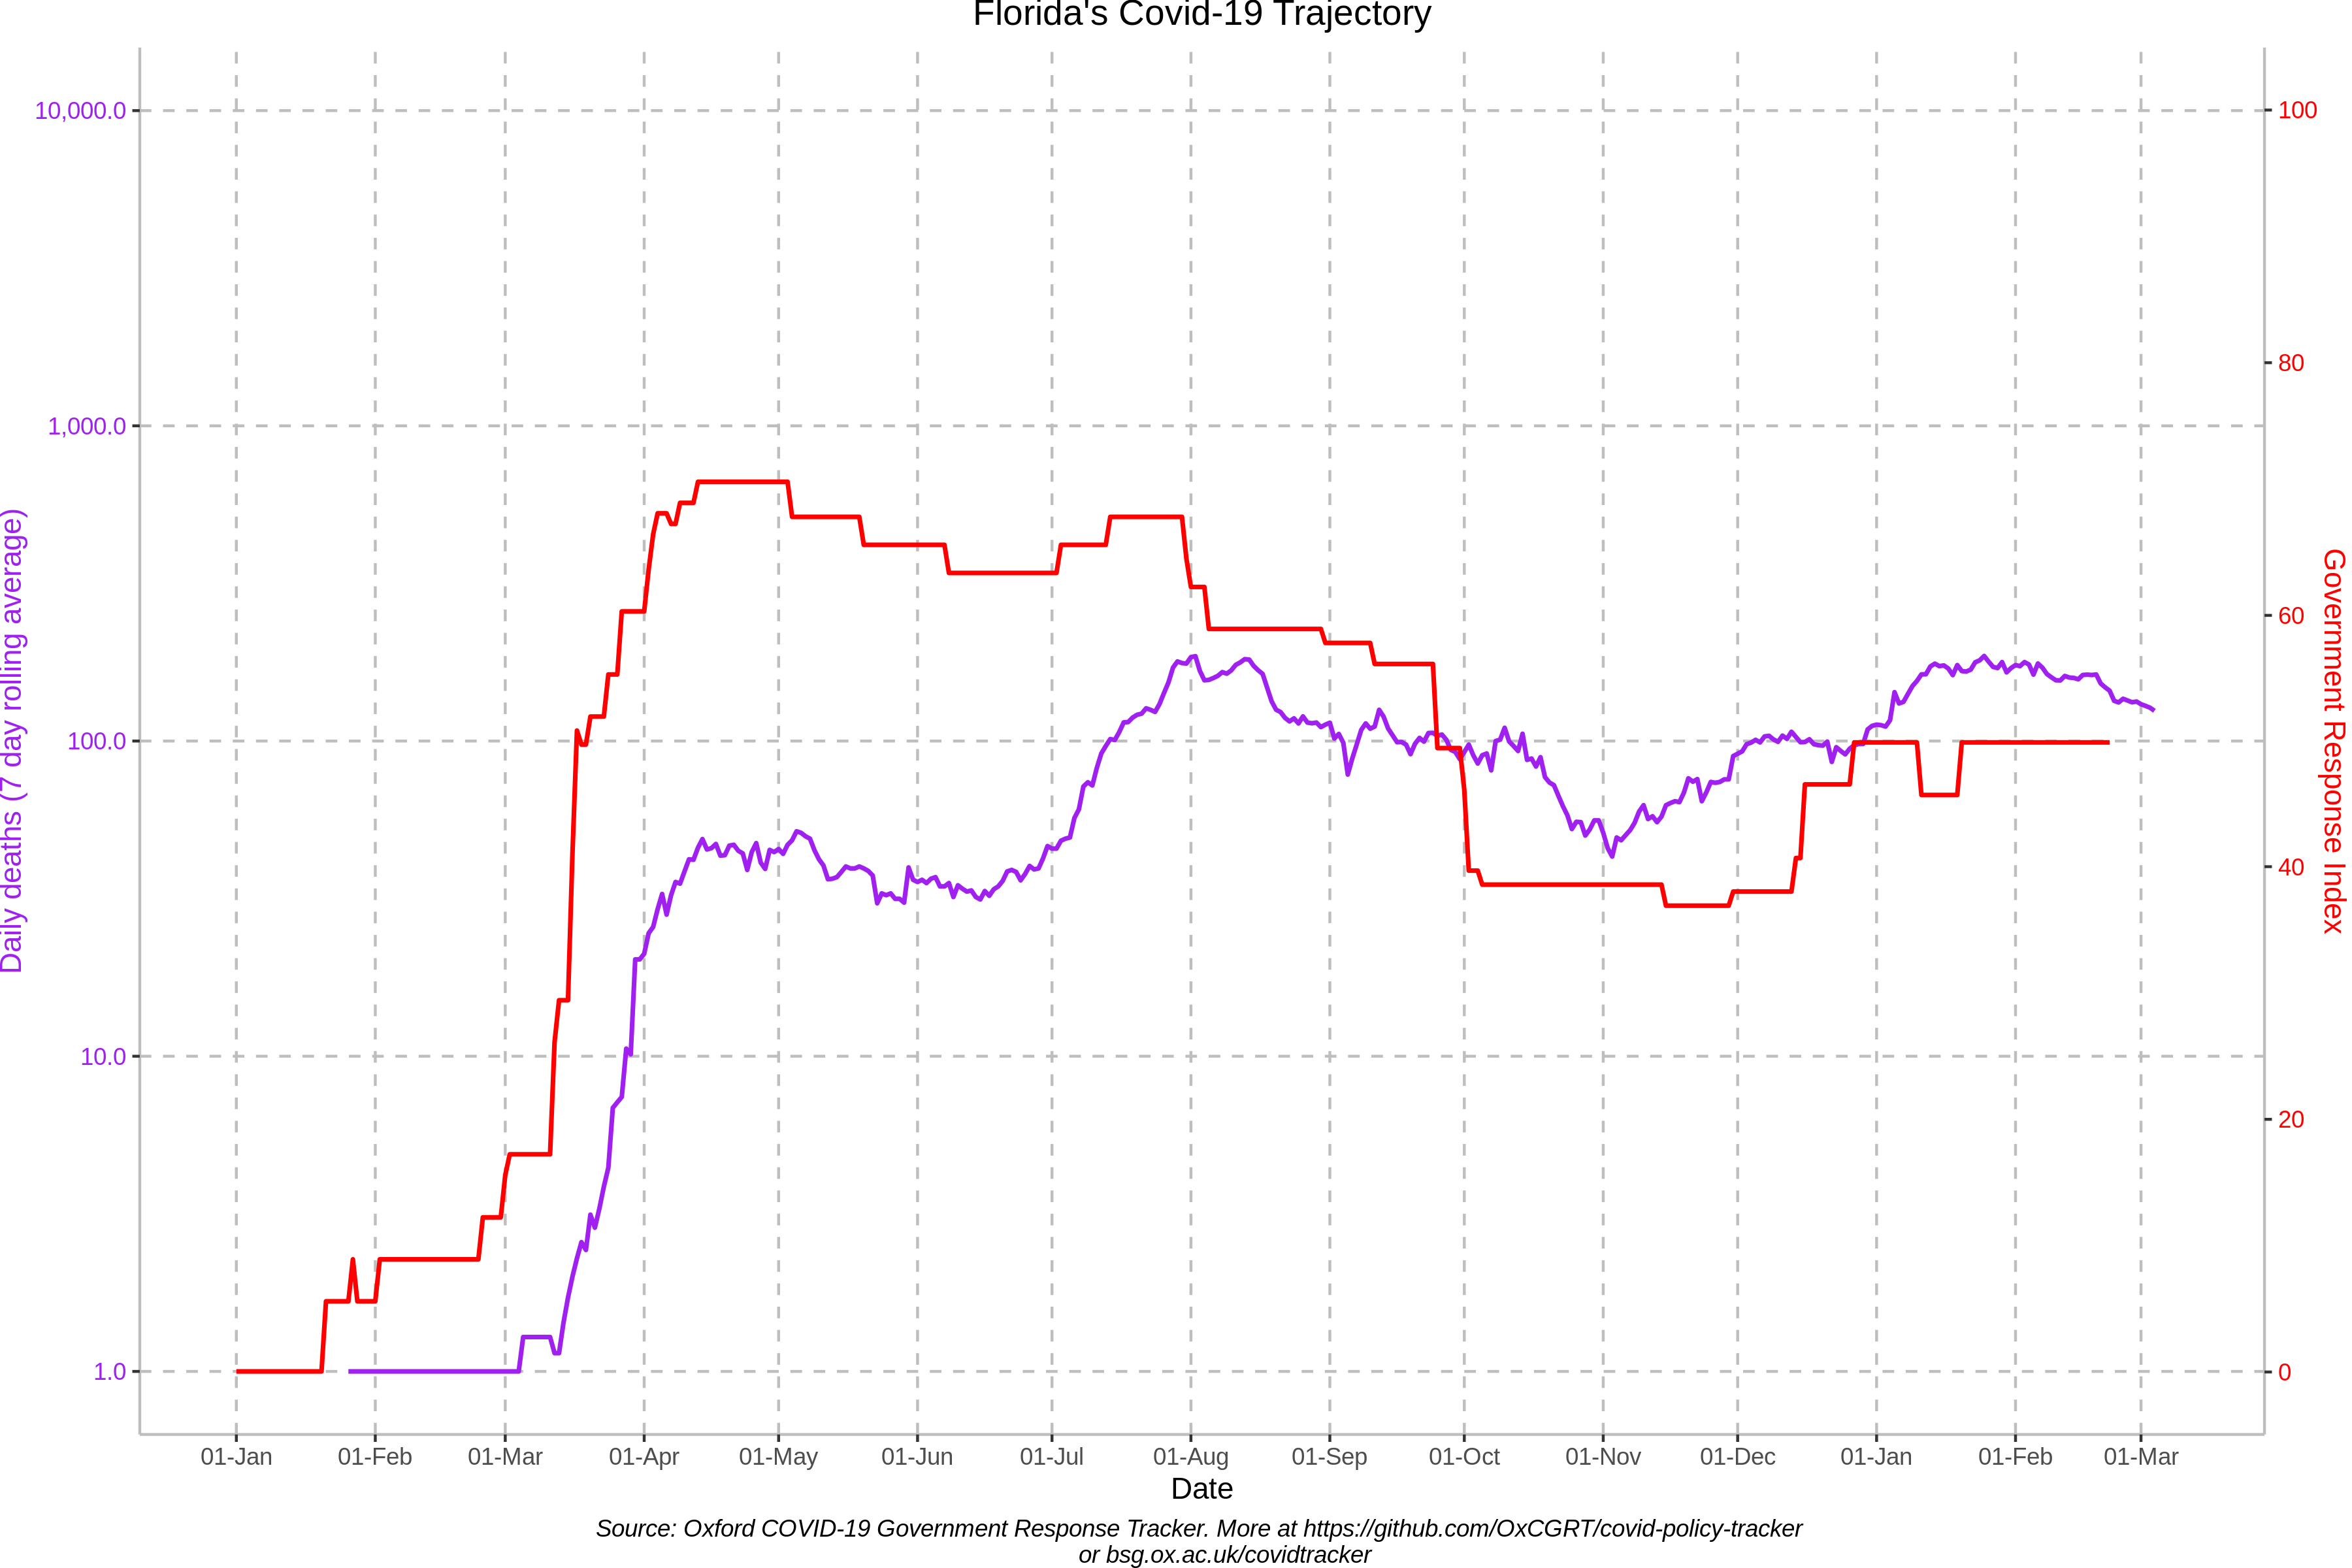 Florida's Covid-19 Trajectory
10,000.0
1,000.0
100.0
10.0
1.0
Daily deaths (7 day rolling average)
100
80
60
40
20
0
Government Response Index
01-Jan 01-Feb 01-Mar 01-Apr 01-May 01-Jun 01-Jul 01-Aug 01-Sep 01-Oct 01-Nov 01-Dec 01-Jan 01-Feb 01-Mar
Date
Source: Oxford COVID-19 Government Response Tracker. More at https://github.com/OxCGRT/covid-policy-tracker
or bsg.ox.ac.uk/covidtracker